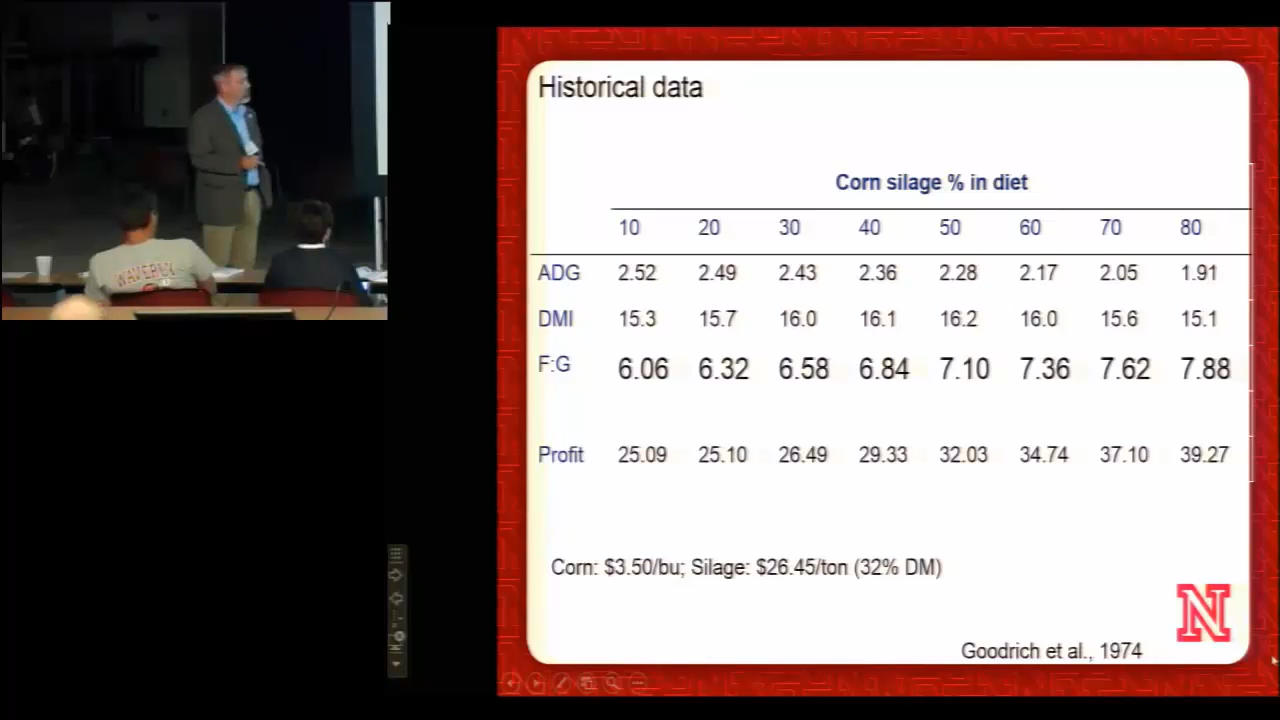 WAVERLY
Historical data
Corn silage % in diet
10 20 30 40 50 60 70 80
ADG 2.52 2.49 2.43 2.36 2.28 2.17 2.05 1.91
DMI 15.3 15.7 16.0 16.1 16.2 16.0 15.6 15.1
F:G 6.06 6.32 6.58 6.84 7.10 7.36 7.62 7.88
Profit 25.09 25.10 26.49 29.33 32.03 34.74 37.10 39.27
Corn: $3.50/bu; Silage: $26.45/ton (32% DM)
N
Goodrich et al., 1974